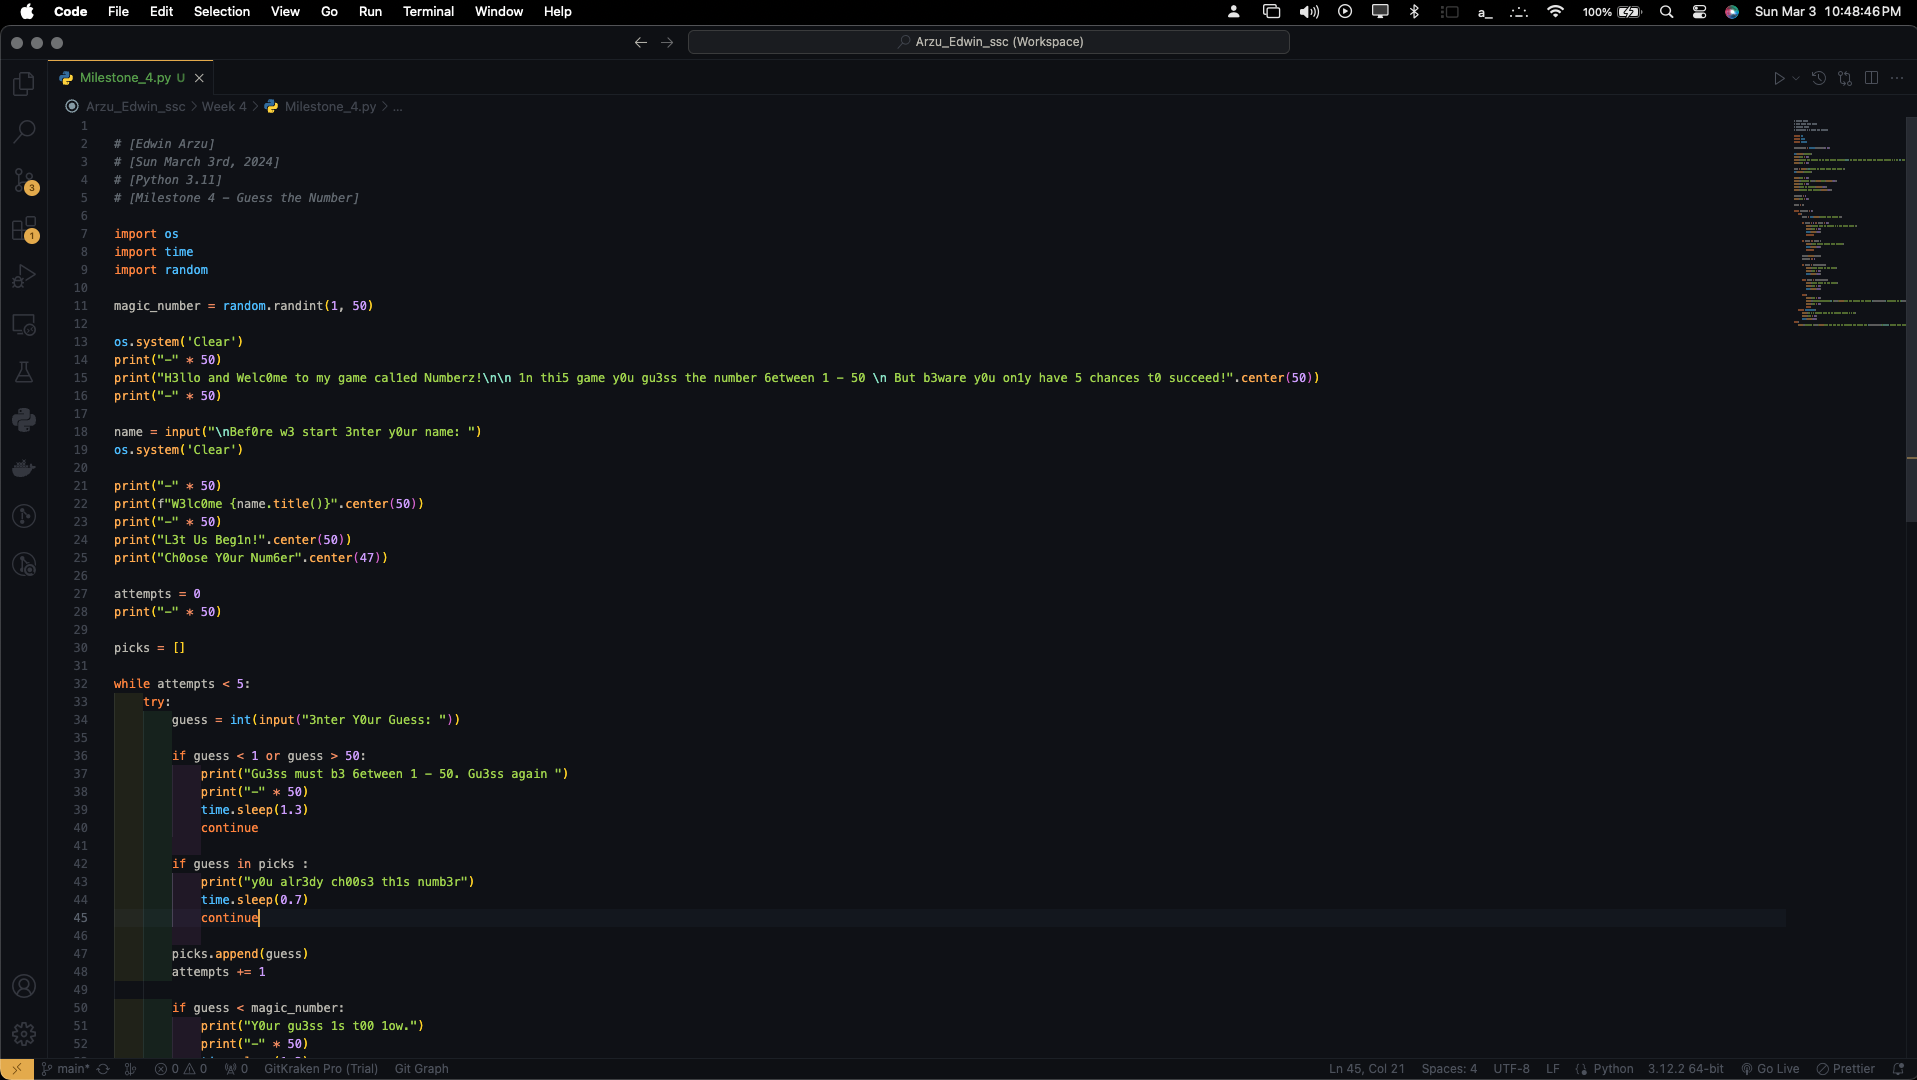 Code File Edit Selection View Go Run Terminal Window Help 100% Sun Mar 3 10:48:46 PM
Arzu_Edwin_ssc (Workspace)
Milestone_4.py U
Arzu_Edwin_ssc > Week 4 > Milestone_4.py > ...
1
2 # [Edwin Arzu]
3 # [Sun March 3rd, 2024]
4 # [Python 3.11]
5 # [Milestone 4 - Guess the Number]
6
7 import os
8 import time
9 import random
10
11 magic_number = random.randint(1, 50)
12
13 os.system('Clear')
14 print("-" * 50)
15 print("H3llo and Welc0me to my game cal1ed Numberz!\n\n 1n thi5 game y0u gu3ss the number 6etween 1 - 50 \n But b3ware y0u on1y have 5 chances t0 succeed!".center(50))
16 print("-" * 50)
17
18 name = input("\nBef0re w3 start 3nter y0ur name: ")
19 os.system('Clear')
20
21 print("-" * 50)
22 print(f"W3lc0me {name.title()}".center(50))
23 print("-" * 50)
24 print("L3t Us Beg1n!".center(50))
25 print("Ch0ose Y0ur Num6er".center(47))
26
27 attempts = 0
28 print("-" * 50)
29
30 picks = []
31
32 while attempts < 5:
33 try:
34 guess = int(input("3nter Y0ur Guess: "))
35
36 if guess < 1 or guess > 50:
37 print("Gu3ss must b3 6etween 1 - 50. Gu3ss again ")
38 print("-" * 50)
39 time.sleep(1.3)
40 continue
41
42 if guess in picks :
43 print("y0u alr3dy ch00s3 th1s numb3r")
44 time.sleep(0.7)
45 continue
46
47 picks.append(guess)
48 attempts += 1
49
50 if guess < magic_number:
51 print("Y0ur gu3ss 1s t00 1ow.")
52 print("-" * 50)
3
1
main* 0 0 0 GitKraken Pro (Trial) Git Graph Ln 45, Col 21 Spaces: 4 UTF-8 LF Python 3.12.2 64-bit Go Live Prettier